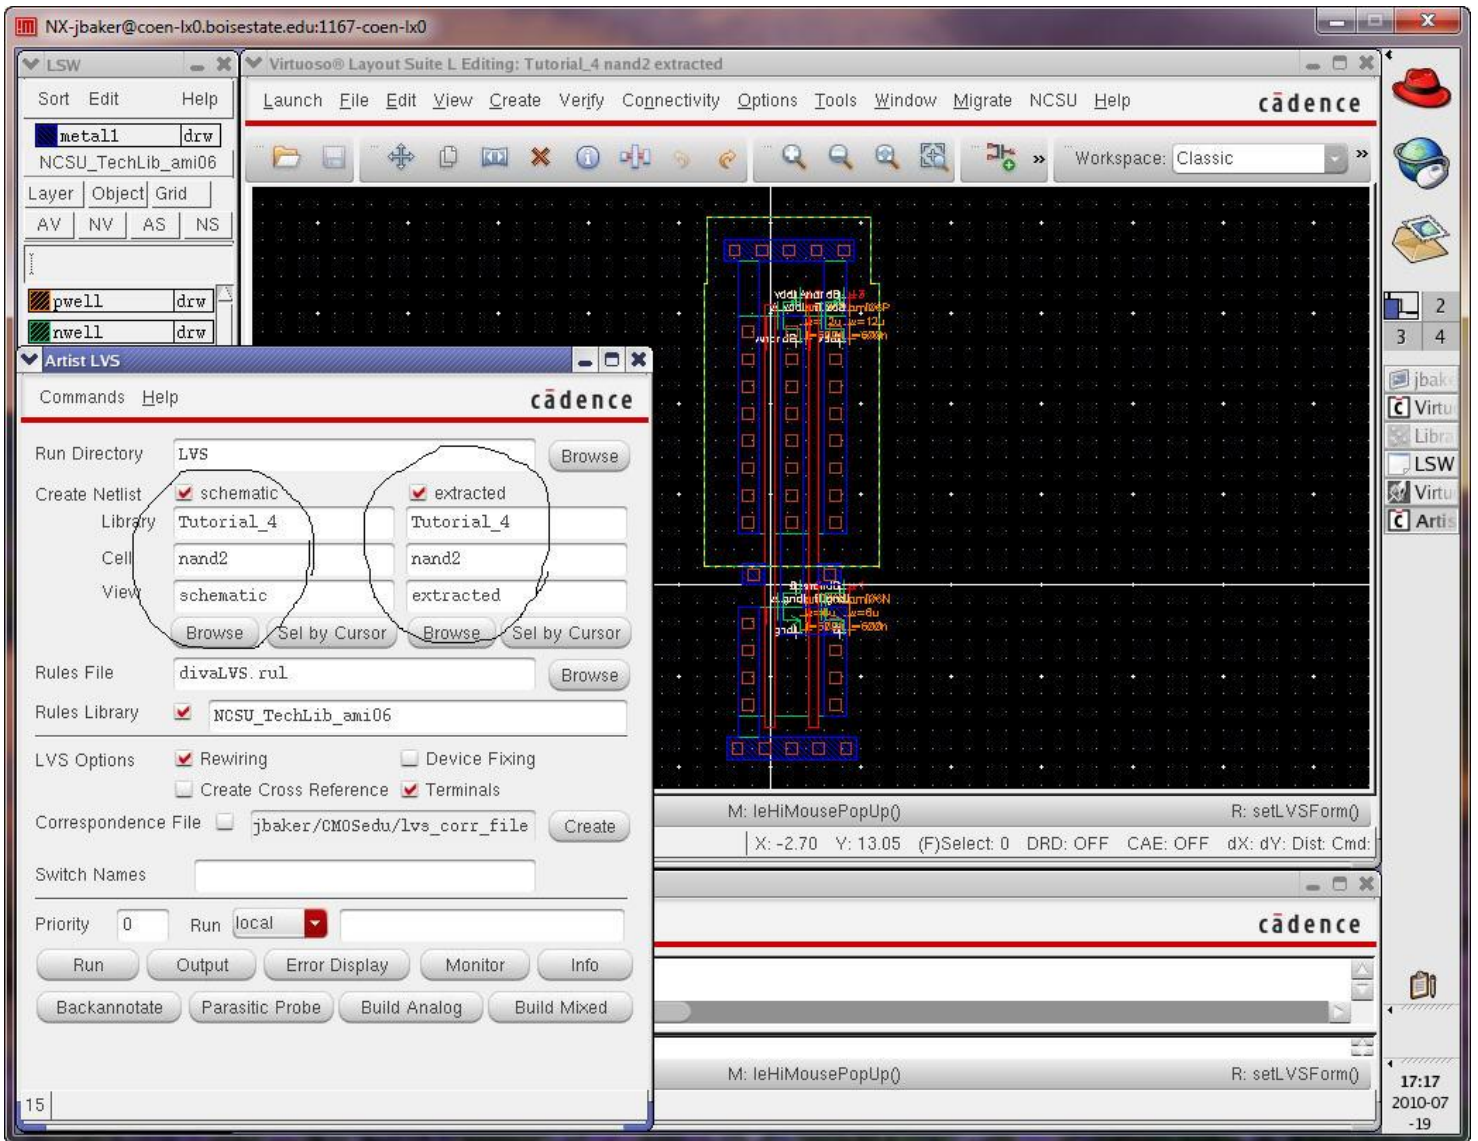 NX-jbaker@coen-lx0.boisestate.edu:1167-coen-lx0
LSW
Sort Edit Help
metal1 drw
NCSU_TechLib_ami06
Layer Object Grid
AV NV AS NS
pwell drw
nwell drw
Virtuoso® Layout Suite L Editing: Tutorial_4 nand2 extracted
Launch File Edit View Create Verify Connectivity Options Tools Window Migrate NCSU Help cādence
» Workspace: Classic »
Artist LVS
Commands Help cādence
Run Directory LVS Browse
Create Netlist schematic extracted
Library Tutorial_4 Tutorial_4
Cell nand2 nand2
View schematic extracted
Browse Sel by Cursor Browse Sel by Cursor
Rules File divaLVS.rul Browse
Rules Library NCSU_TechLib_ami06
LVS Options Rewiring Device Fixing
Create Cross Reference Terminals
Correspondence File jbaker/CMOSedu/lvs_corr_file Create
Switch Names
Priority 0 Run local
Run Output Error Display Monitor Info
Backannotate Parasitic Probe Build Analog Build Mixed
15
M: leHiMousePopUp() R: setLVSForm()
X: -2.70 Y: 13.05 (F)Select: 0 DRD: OFF CAE: OFF dX: dY: Dist: Cmd:
cādence
M: leHiMousePopUp() R: setLVSForm()
2
3 4
jbak
Virtu
Libra
LSW
Virtu
Artis
17:17
2010-07
-19